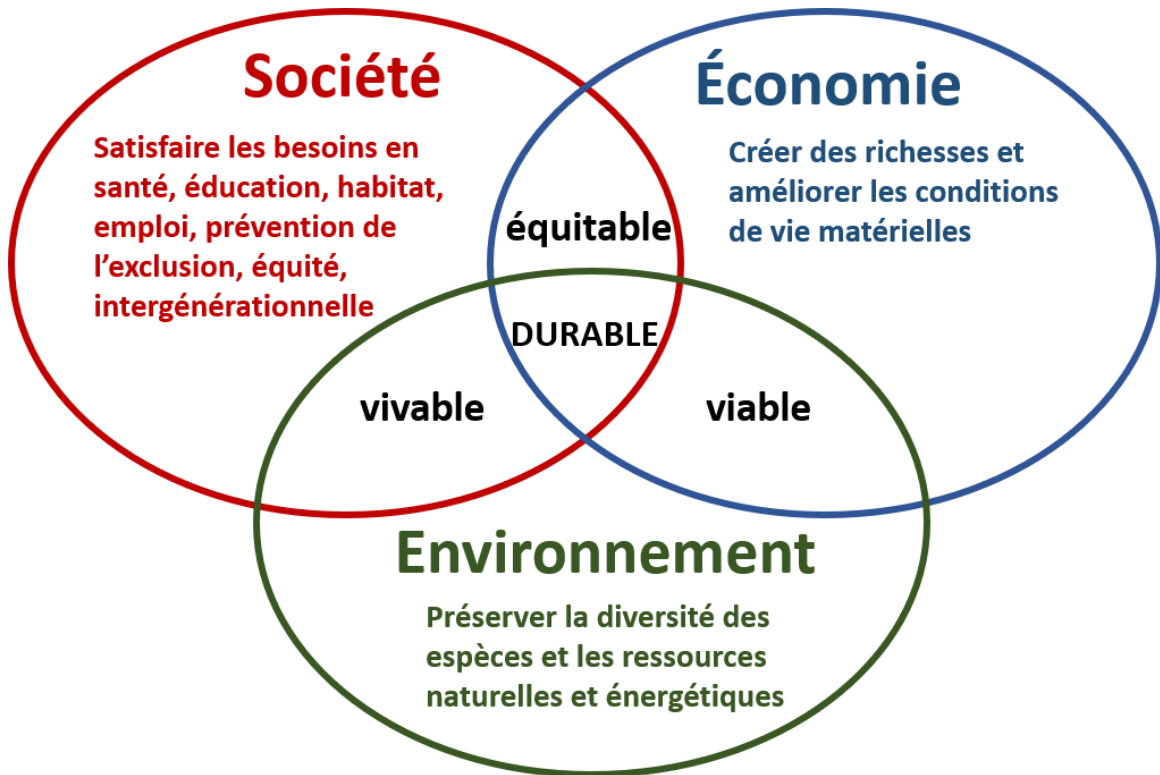 Société
Satisfaire les besoins en
santé, éducation, habitat,
emploi, prévention de
l’exclusion, équité,
intergénérationnelle
Économie
Créer des richesses et
améliorer les conditions
de vie matérielles
équitable
DURABLE
vivable
viable
Environnement
Préserver la diversité des
espèces et les ressources
naturelles et énergétiques